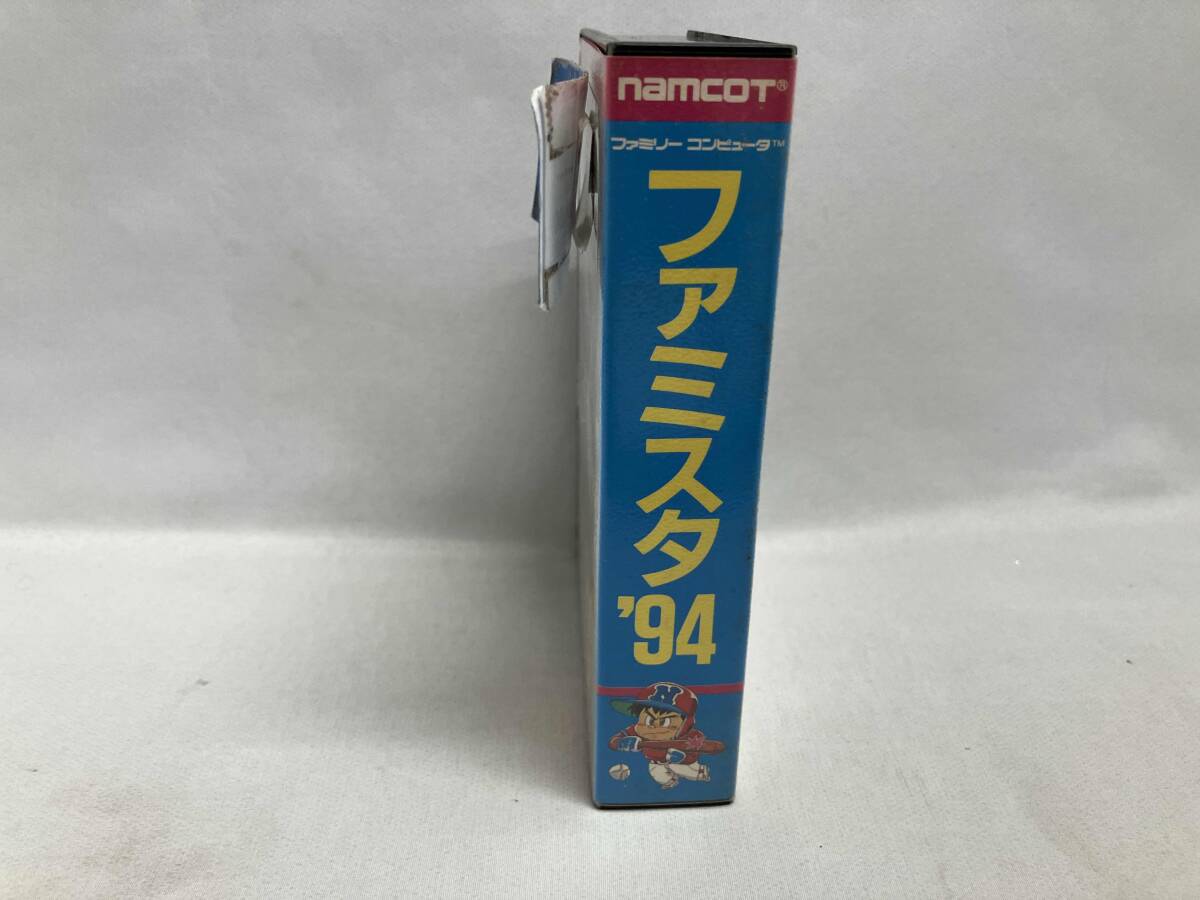 namcoT®
ファミリー コンピュータ™
ファミスタ
'94
N